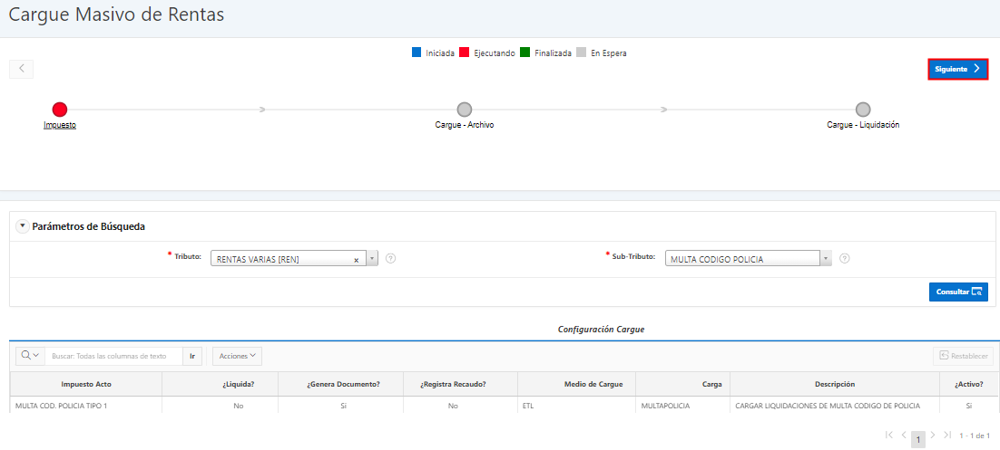 Cargue Masivo de Rentas
Iniciada Ejecutando Finalizada En Espera
Siguiente
Impuesto Cargue - Archivo Cargue - Liquidación
Parámetros de Búsqueda
* Tributo: RENTAS VARIAS [REN] × ? * Sub-Tributo: MULTA CODIGO POLICIA ?
Consultar
Configuración Cargue
Buscar: Todas las columnas de texto Ir Acciones Restablecer
Impuesto Acto ¿Liquida? ¿Genera Documento? ¿Registra Recaudo? Medio de Cargue Carga Descripción ¿Activo?
MULTA COD. POLICIA TIPO 1 No Si No ETL MULTAPOLICIA CARGAR LIQUIDACIONES DE MULTA CODIGO DE POLICIA Si
1 1 - 1 de 1